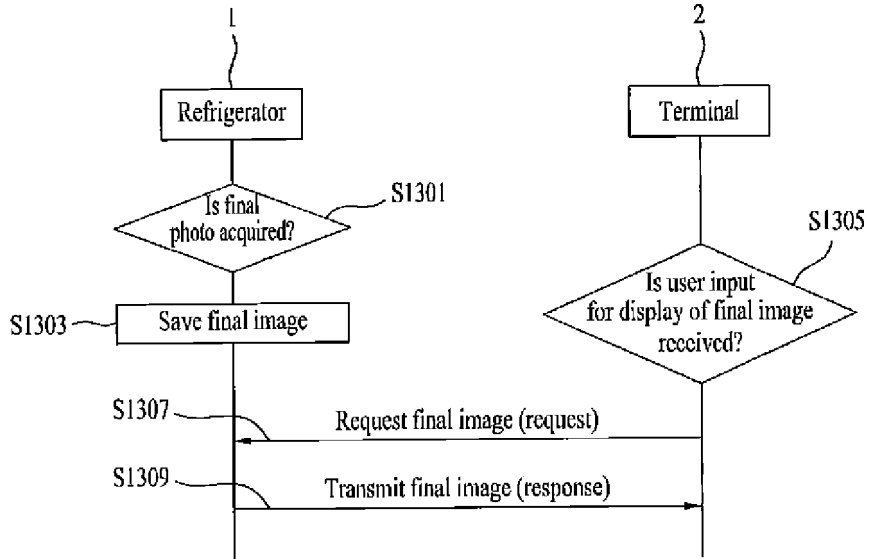 1
2
Refrigerator
Terminal
Is final
photo acquired?
S1301
S1305
Is user input
for display of final image
received?
S1303
Save final image
S1307
Request final image (request)
S1309
Transmit final image (response)